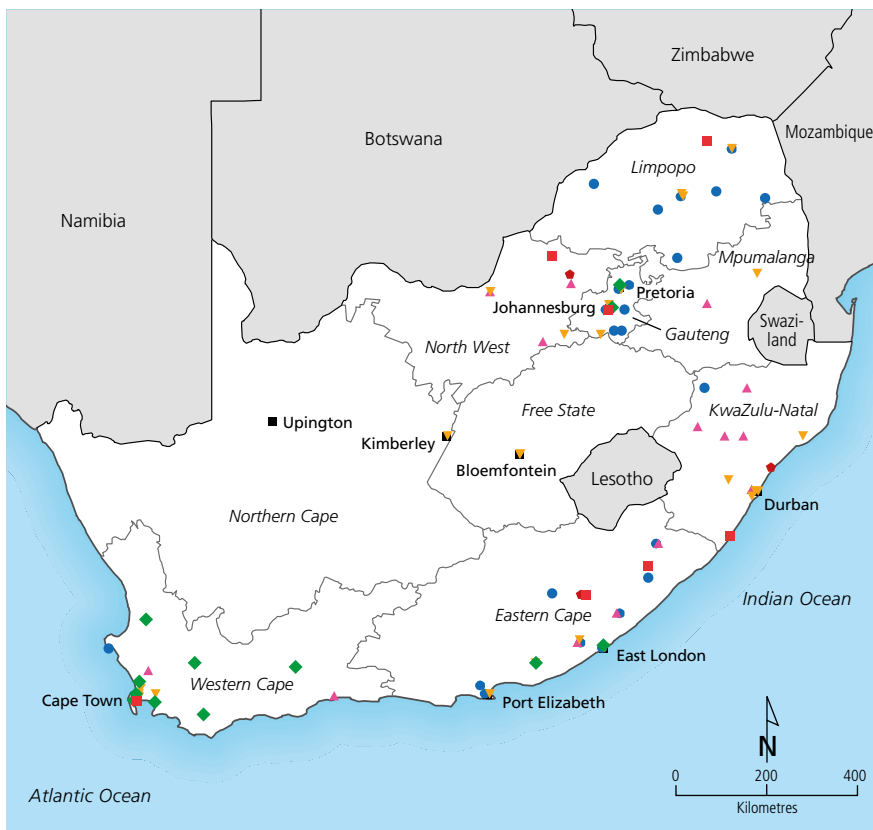 Zimbabwe
Mozambique
Botswana
Limpopo
Namibia
Mpumalanga
Pretoria
Johannesburg
Swazi-
land
Gauteng
North West
Free State
KwaZulu-Natal
Upington
Kimberley
Bloemfontein
Lesotho
Durban
Northern Cape
Indian Ocean
Eastern Cape
East London
Western Cape
Cape Town
Port Elizabeth
N
0 200 400
Kilometres
Atlantic Ocean